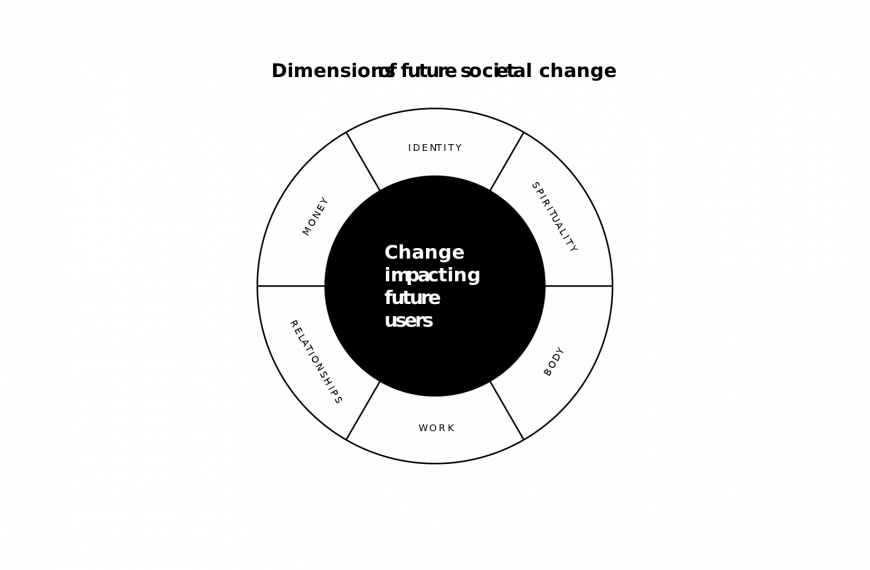 Dimensions of future societal change
IDENTITY
SPIRITUALITY
BODY
WORK
RELATIONSHIPS
MONEY
Change
impacting
future
users